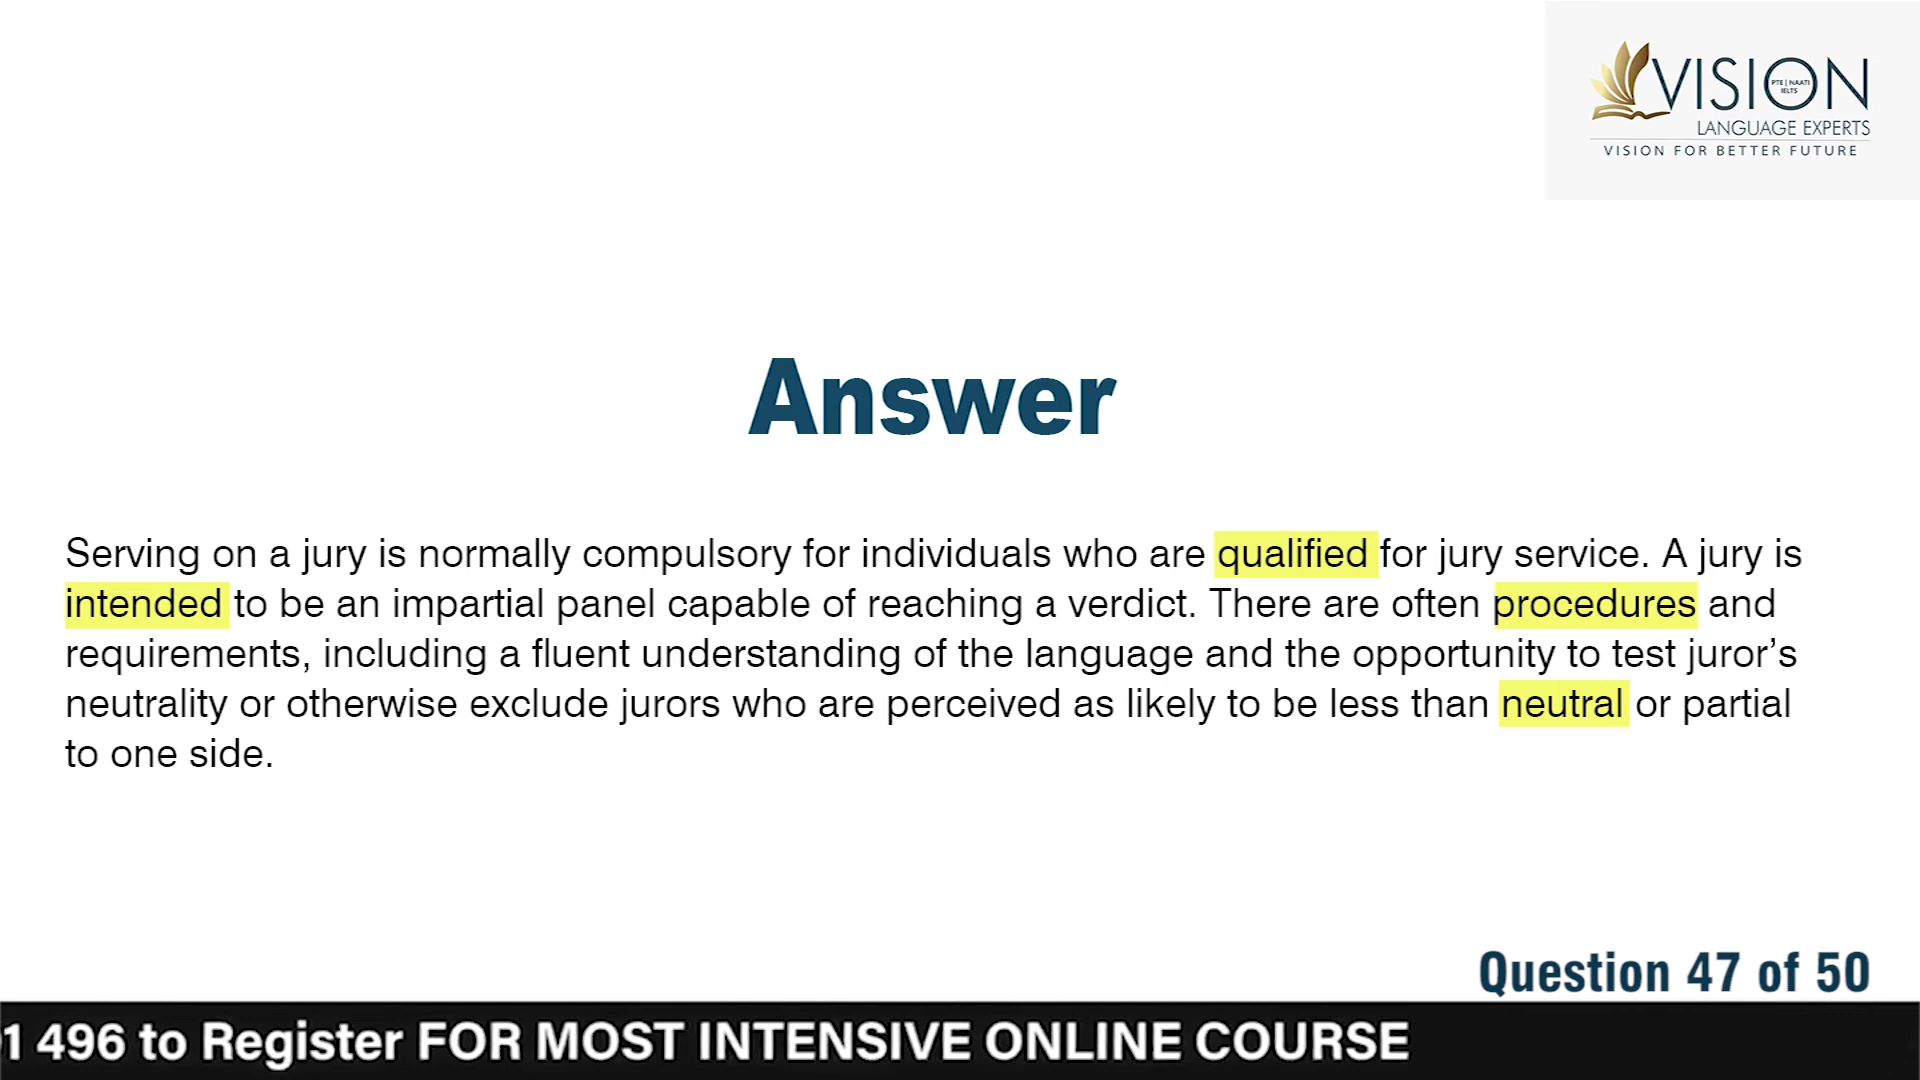 VISION
PTE | NAATI
IELTS
LANGUAGE EXPERTS
VISION FOR BETTER FUTURE
Answer
Serving on a jury is normally compulsory for individuals who are qualified for jury service. A jury is
intended to be an impartial panel capable of reaching a verdict. There are often procedures and
requirements, including a fluent understanding of the language and the opportunity to test juror’s
neutrality or otherwise exclude jurors who are perceived as likely to be less than neutral or partial
to one side.
Question 47 of 50
1 496 to Register FOR MOST INTENSIVE ONLINE COURSE